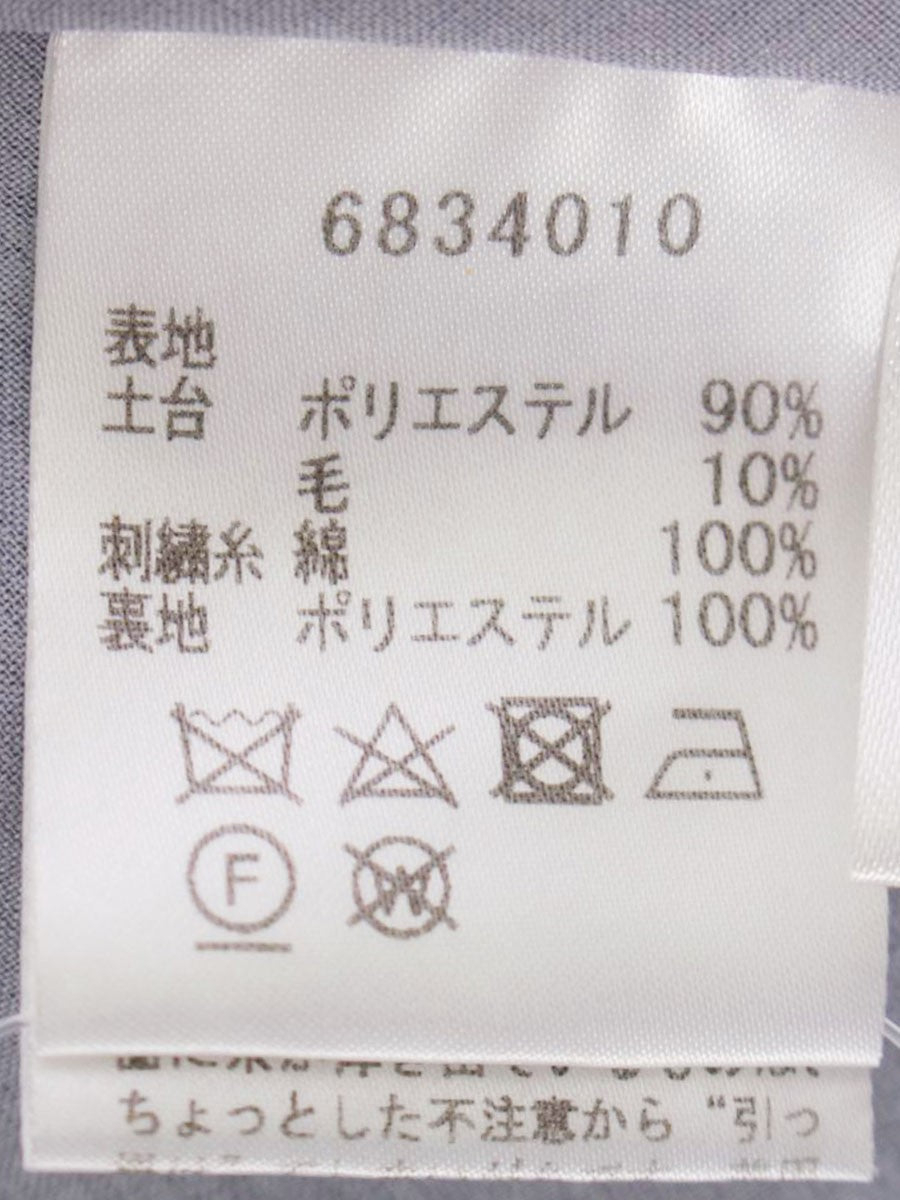 6834010
表地
土台 ポリエステル 90%
毛 10%
刺繍糸 綿 100%
裏地 ポリエステル 100%
F
W
ちょっとした不注意から “引っ